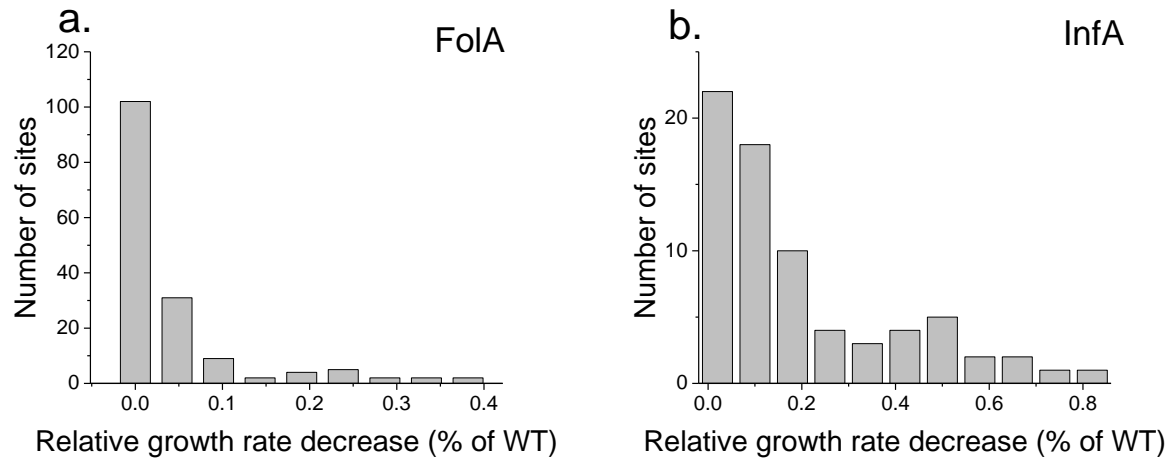 a.
FolA
120
100
80
60
40
20
0
Number of sites
0.0 0.1 0.2 0.3 0.4
Relative growth rate decrease (% of WT)
b.
InfA
20
10
0
Number of sites
0.0 0.2 0.4 0.6 0.8
Relative growth rate decrease (% of WT)